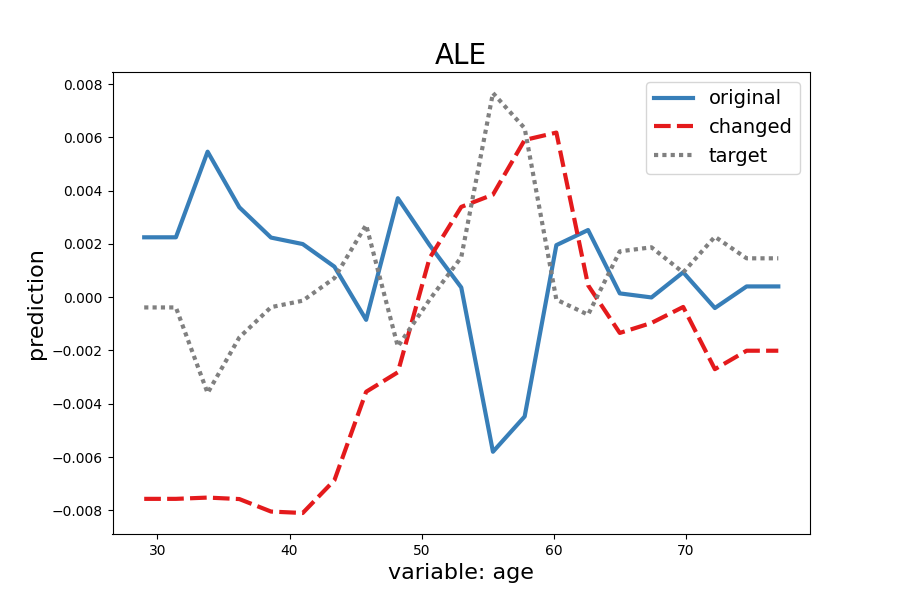 ALE
original
changed
target
0.008
0.006
0.004
0.002
0.000
−0.002
−0.004
−0.006
−0.008
prediction
30 40 50 60 70
variable: age